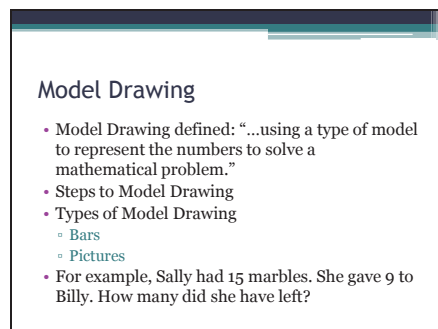 Model Drawing
• Model Drawing defined: “…using a type of model
to represent the numbers to solve a
mathematical problem.”
• Steps to Model Drawing
• Types of Model Drawing
▫ Bars
▫ Pictures
• For example, Sally had 15 marbles. She gave 9 to
Billy. How many did she have left?